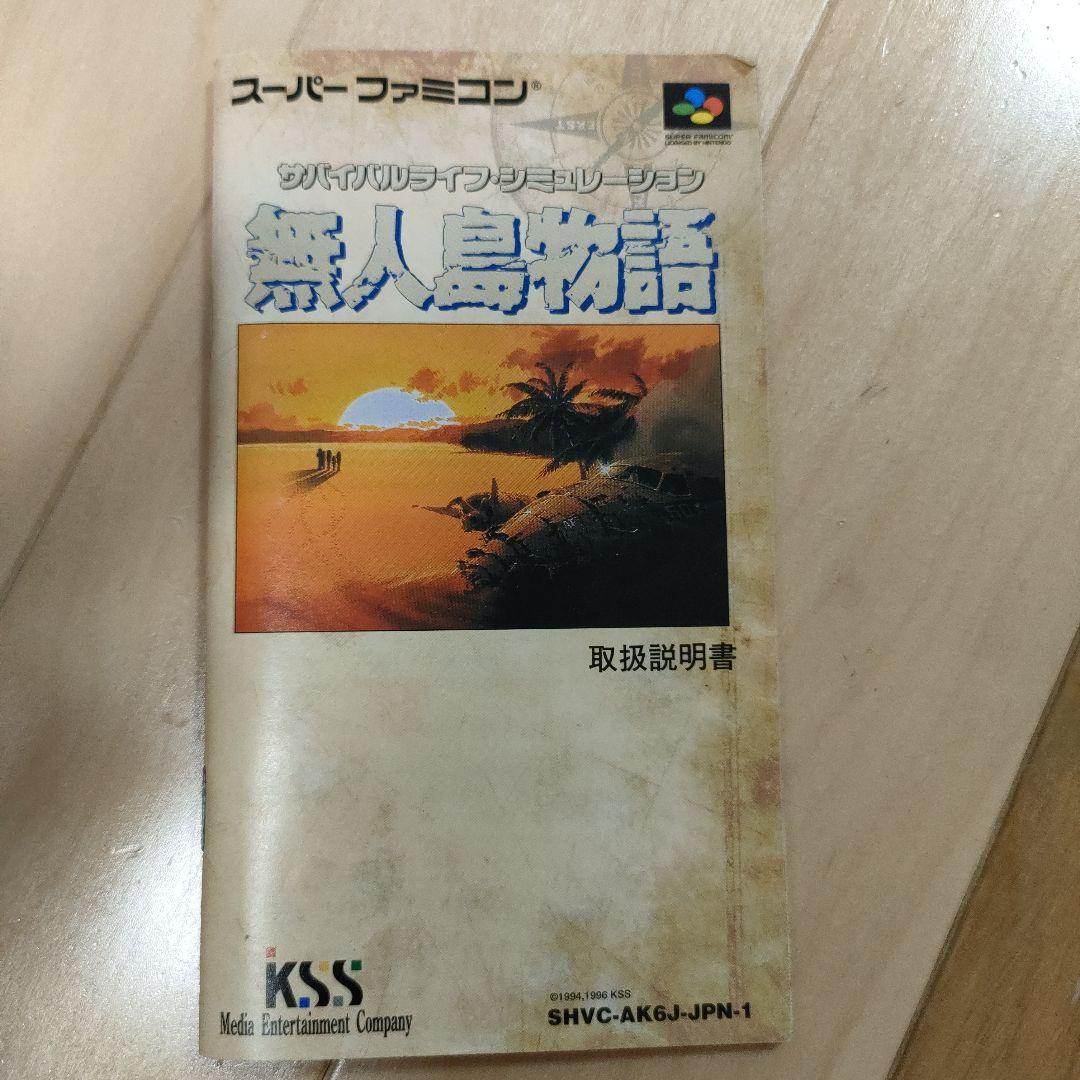 スーパーファミコン®
SUPER FAMICOM
LICENSED BY NINTENDO
サバイバルライフ・シミュレーション
無人島物語
取扱説明書
KSS
Media Entertainment Company
©1994,1996 KSS
SHVC-AK6J-JPN-1